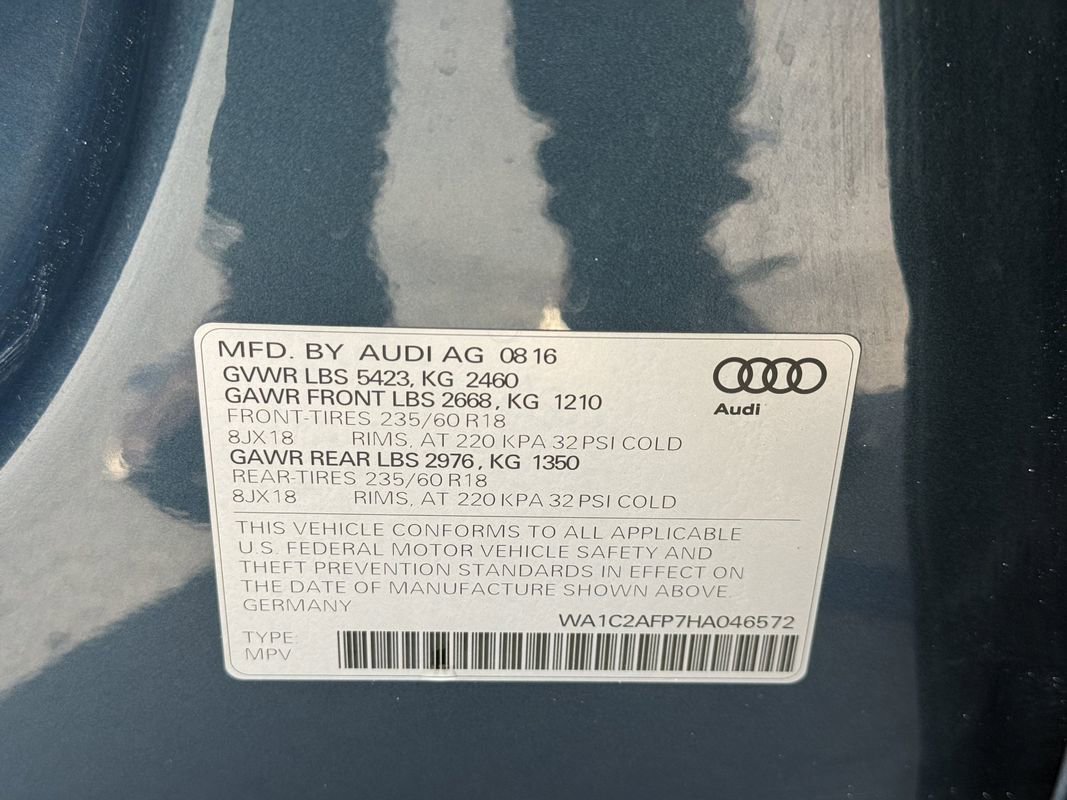 MFD. BY AUDI AG 08 16
GVWR LBS 5423, KG 2460
GAWR FRONT LBS 2668, KG 1210
FRONT-TIRES 235/60 R18
8JX18 RIMS, AT 220 KPA 32 PSI COLD
GAWR REAR LBS 2976, KG 1350
REAR-TIRES 235/60 R18
8JX18 RIMS, AT 220 KPA 32 PSI COLD
Audi
THIS VEHICLE CONFORMS TO ALL APPLICABLE
U.S. FEDERAL MOTOR VEHICLE SAFETY AND
THEFT PREVENTION STANDARDS IN EFFECT ON
THE DATE OF MANUFACTURE SHOWN ABOVE.
GERMANY
WA1C2AFP7HA046572
TYPE:
MPV